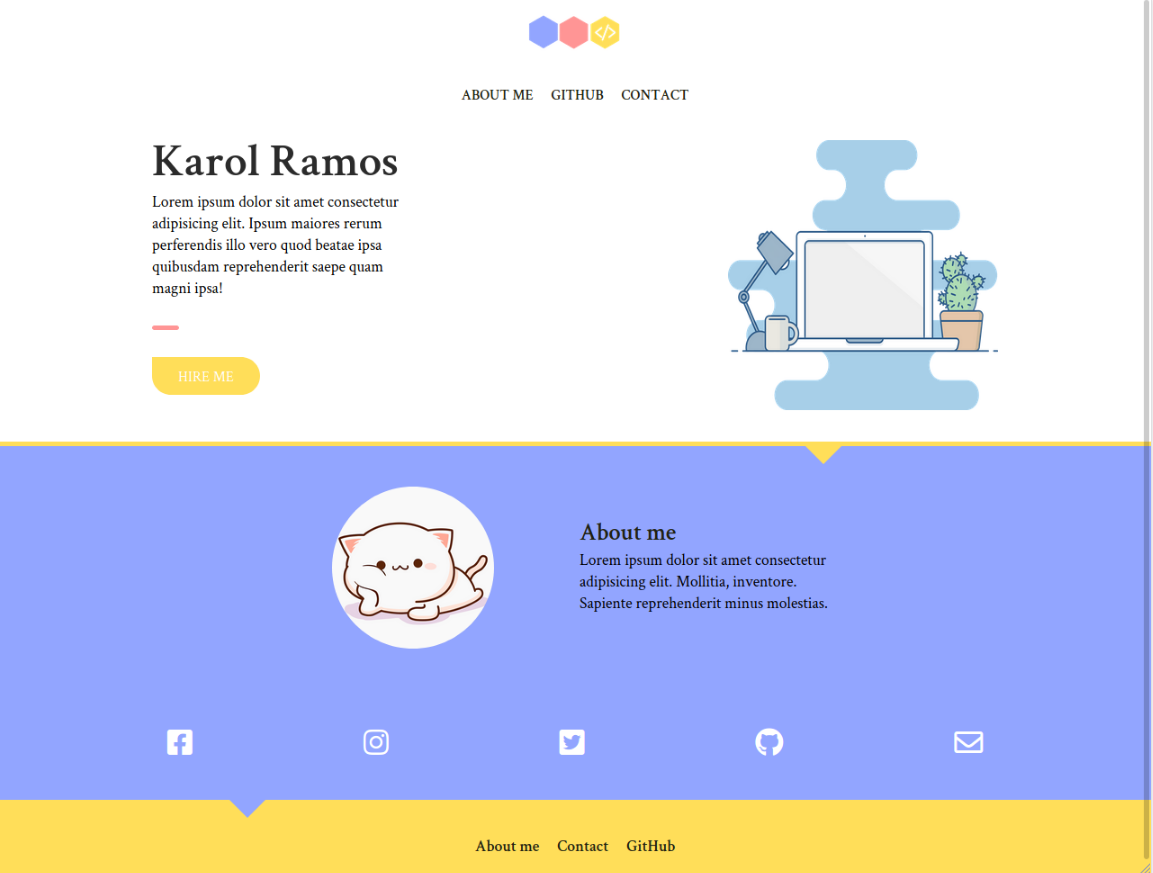 </>
ABOUT ME GITHUB CONTACT
Karol Ramos
Lorem ipsum dolor sit amet consectetur
adipisicing elit. Ipsum maiores rerum
perferendis illo vero quod beatae ipsa
quibusdam reprehenderit saepe quam
magni ipsa!
HIRE ME
About me
Lorem ipsum dolor sit amet consectetur
adipisicing elit. Mollitia, inventore.
Sapiente reprehenderit minus molestias.
About me Contact GitHub